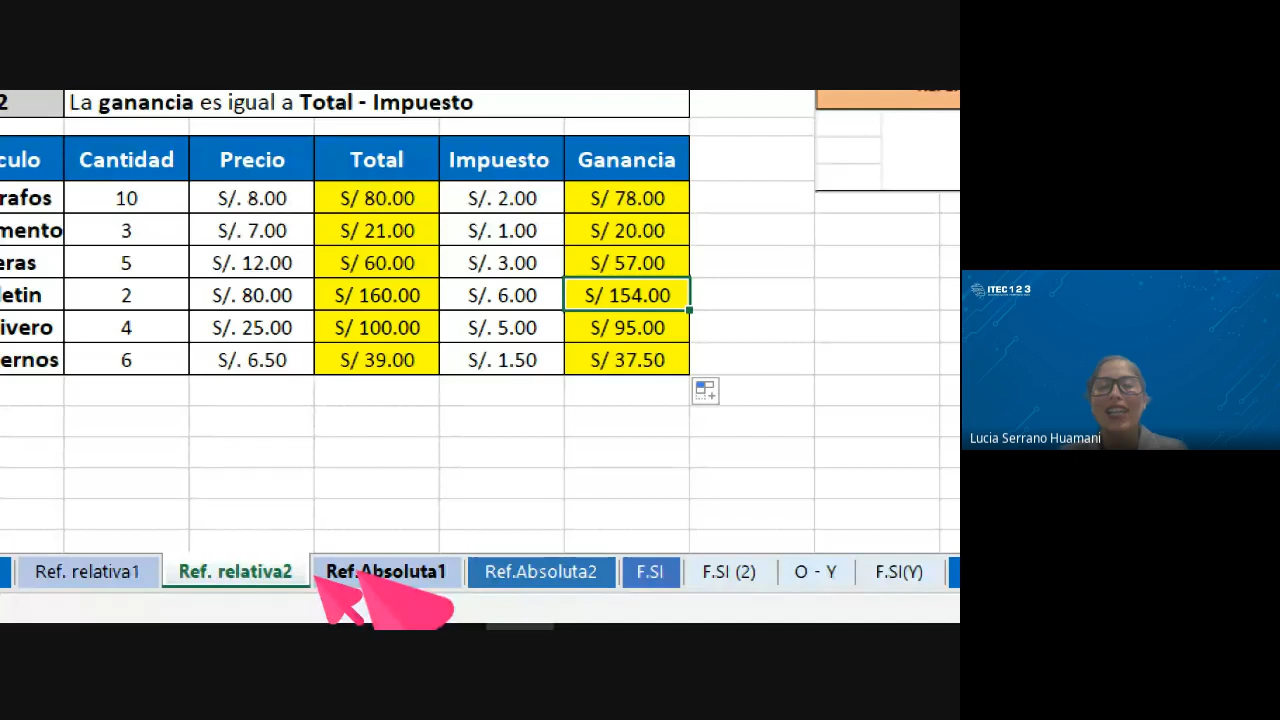 2 La ganancia es igual a Total - Impuesto
culo Cantidad Precio Total Impuesto Ganancia
rafos 10 S/. 8.00 S/ 80.00 S/. 2.00 S/ 78.00
mento 3 S/. 7.00 S/ 21.00 S/. 1.00 S/ 20.00
eras 5 S/. 12.00 S/ 60.00 S/. 3.00 S/ 57.00
letin 2 S/. 80.00 S/ 160.00 S/. 6.00 S/ 154.00
ivero 4 S/. 25.00 S/ 100.00 S/. 5.00 S/ 95.00
ernos 6 S/. 6.50 S/ 39.00 S/. 1.50 S/ 37.50
ITEC 1 2 3
Lucia Serrano Huamani
Ref. relativa1 Ref. relativa2 Ref.Absoluta1 Ref.Absoluta2 F.SI F.SI (2) O - Y F.SI(Y)